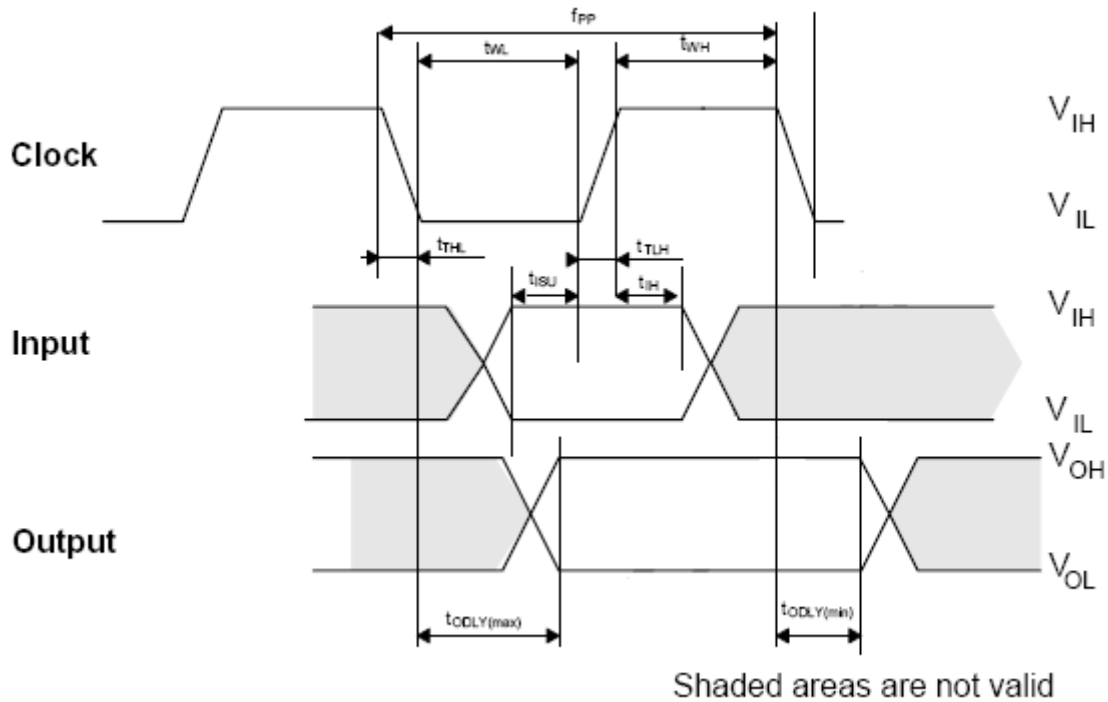 fPP
tWL
tWH
Clock
VIH
VIL
tTHL
tTLH
tISU
tIH
Input
VIH
VIL
Output
VOH
VOL
tODLY(max)
tODLY(min)
Shaded areas are not valid